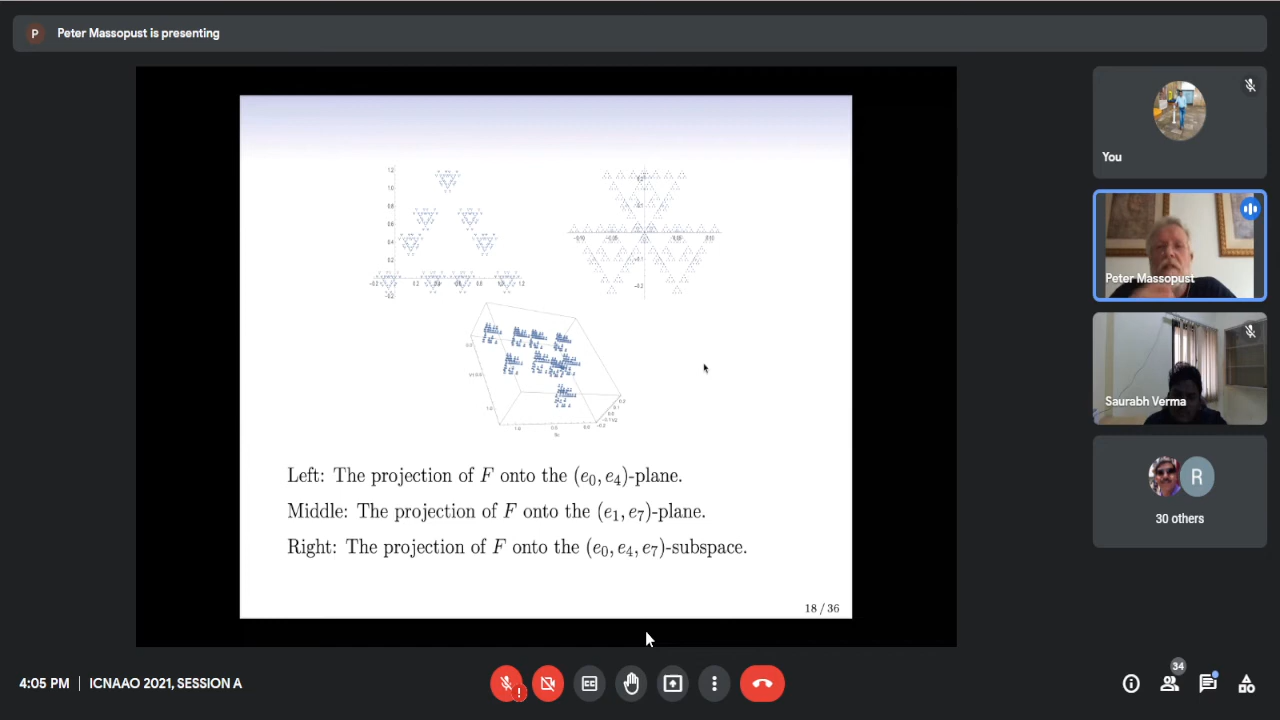 P Peter Massopust is presenting
You
Peter Massopust
Saurabh Verma
R
30 others
Left: The projection of F onto the (e₀, e₄)-plane.
Middle: The projection of F onto the (e₁, e₇)-plane.
Right: The projection of F onto the (e₀, e₄, e₇)-subspace.
18 / 36
4:05 PM | ICNAAO 2021, SESSION A
CC
34